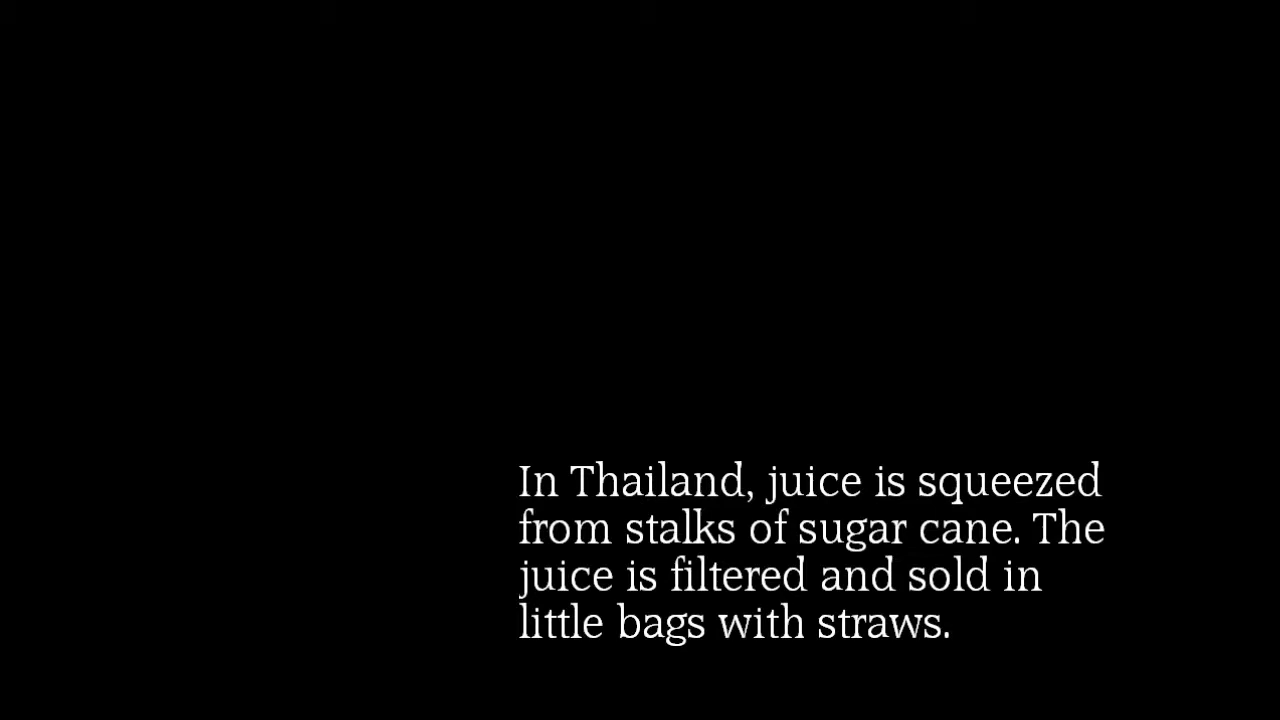 In Thailand, juice is squeezed
from stalks of sugar cane. The
juice is filtered and sold in
little bags with straws.